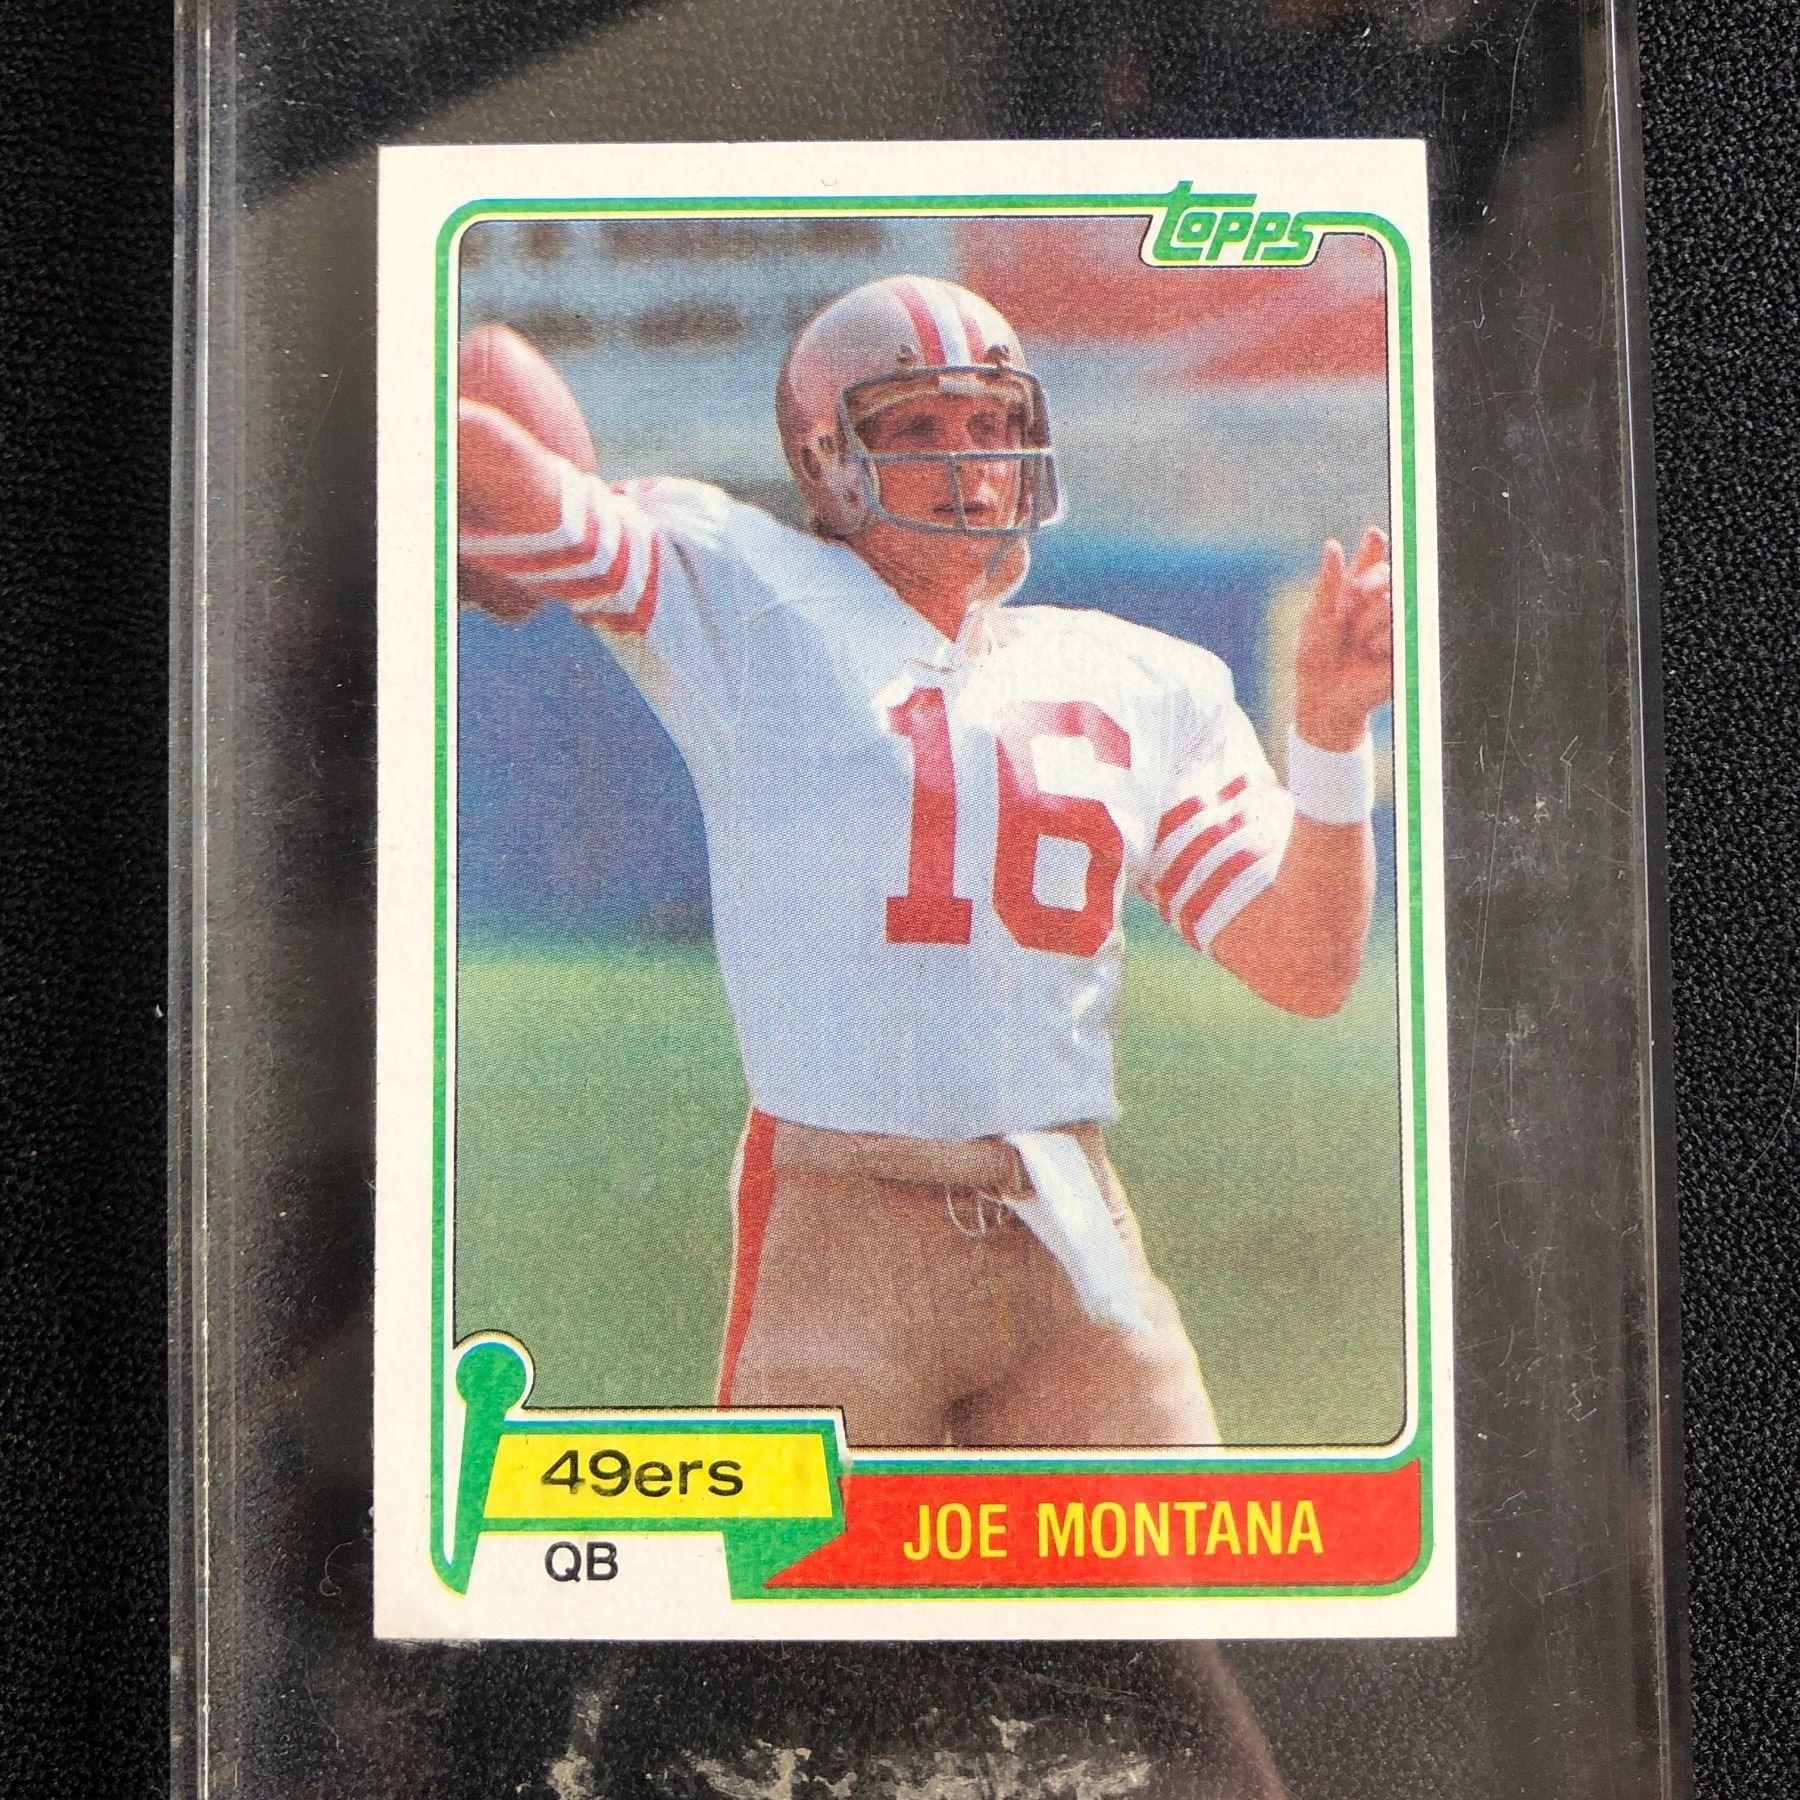 topps
16
49ers
QB
JOE MONTANA